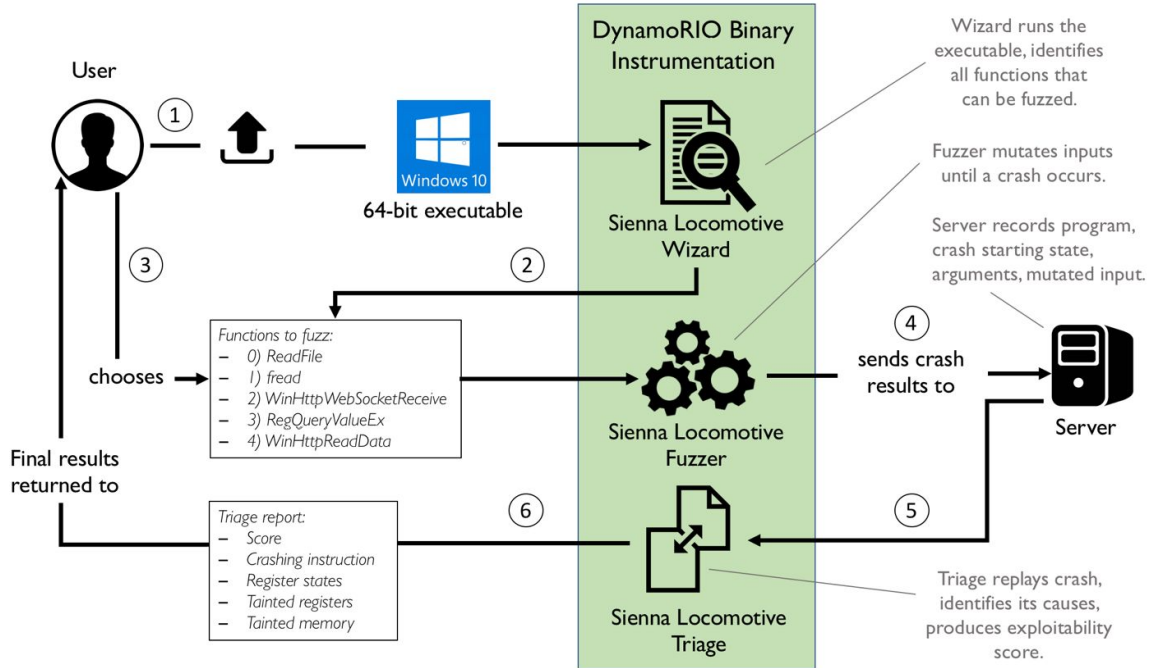 DynamoRIO Binary
Instrumentation
Wizard runs the
executable, identifies
all functions that
can be fuzzed.
User
1
Windows 10
64-bit executable
Sienna Locomotive
Wizard
Fuzzer mutates inputs
until a crash occurs.
Server records program,
crash starting state,
arguments, mutated input.
3
2
Functions to fuzz:
– 0) ReadFile
– 1) fread
– 2) WinHttpWebSocketReceive
– 3) RegQueryValueEx
– 4) WinHttpReadData
chooses
Sienna Locomotive
Fuzzer
4
sends crash
results to
Server
Final results
returned to
Triage report:
– Score
– Crashing instruction
– Register states
– Tainted registers
– Tainted memory
6
5
Sienna Locomotive
Triage
Triage replays crash,
identifies its causes,
produces exploitability
score.